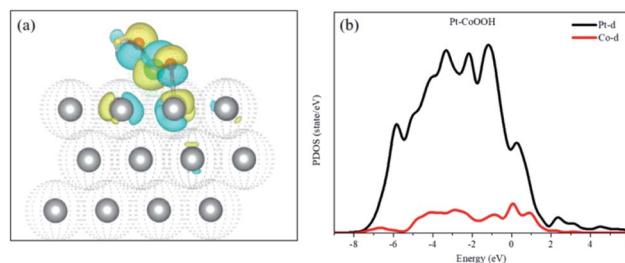 (a)
(b)
Pt-CoOOH
Pt-d
Co-d
PDOS (state/eV)
-8 -6 -4 -2 0 2 4
Energy (eV)